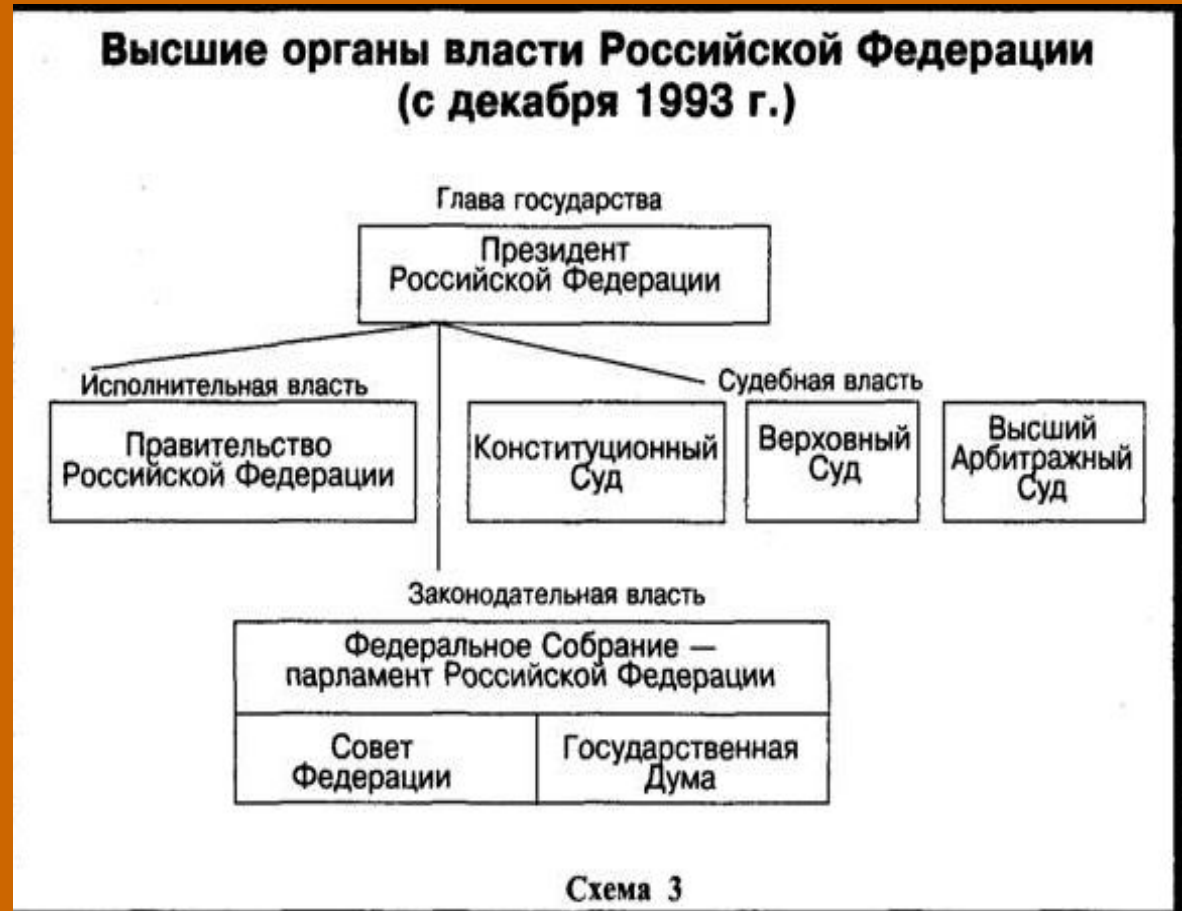 Высшие органы власти Российской Федерации
(с декабря 1993 г.)
Глава государства
Президент
Российской Федерации
Исполнительная власть
Правительство
Российской Федерации
Судебная власть
Конституционный
Суд
Верховный
Суд
Высший
Арбитражный
Суд
Законодательная власть
Федеральное Собрание —
парламент Российской Федерации
Совет
Федерации
Государственная
Дума
Схема 3